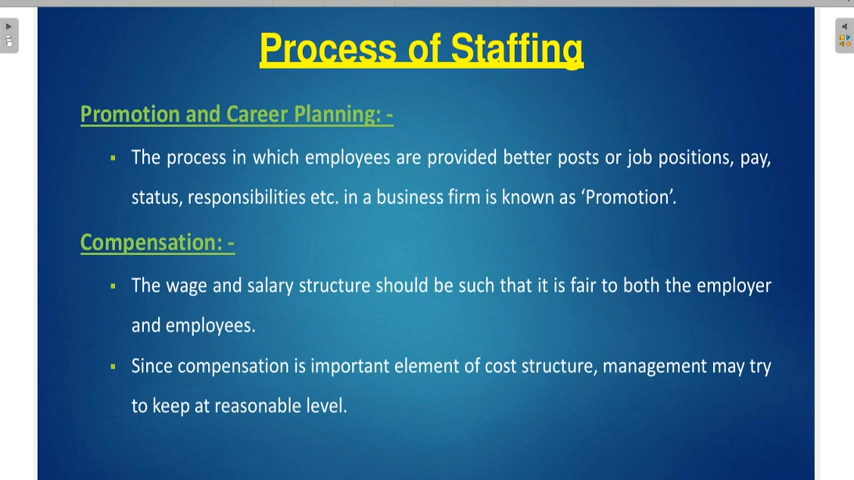 Process of Staffing
Promotion and Career Planning: -
▪ The process in which employees are provided better posts or job positions, pay,
status, responsibilities etc. in a business firm is known as ‘Promotion’.
Compensation: -
▪ The wage and salary structure should be such that it is fair to both the employer
and employees.
▪ Since compensation is important element of cost structure, management may try
to keep at reasonable level.